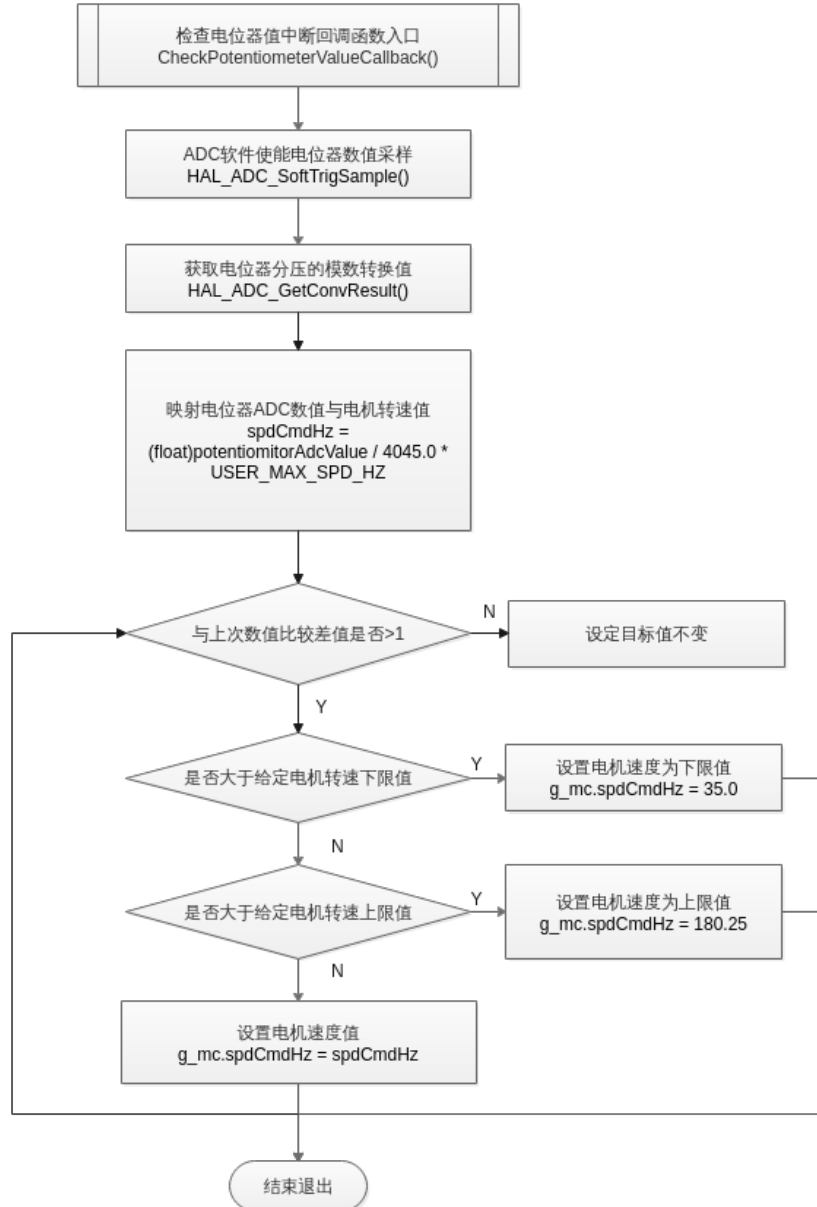 检查电位器值中断回调函数入口
CheckPotentiometerValueCallback()
ADC软件使能电位器数值采样
HAL_ADC_SoftTrigSample()
获取电位器分压的模数转换值
HAL_ADC_GetConvResult()
映射电位器ADC数值与电机转速值
spdCmdHz =
(float)potentiomitorAdcValue / 4045.0 *
USER_MAX_SPD_HZ
与上次数值比较差值是否>1
N
设定目标值不变
Y
是否大于给定电机转速下限值
Y
设置电机速度为下限值
g_mc.spdCmdHz = 35.0
N
是否大于给定电机转速上限值
Y
设置电机速度为上限值
g_mc.spdCmdHz = 180.25
N
设置电机速度值
g_mc.spdCmdHz = spdCmdHz
结束退出